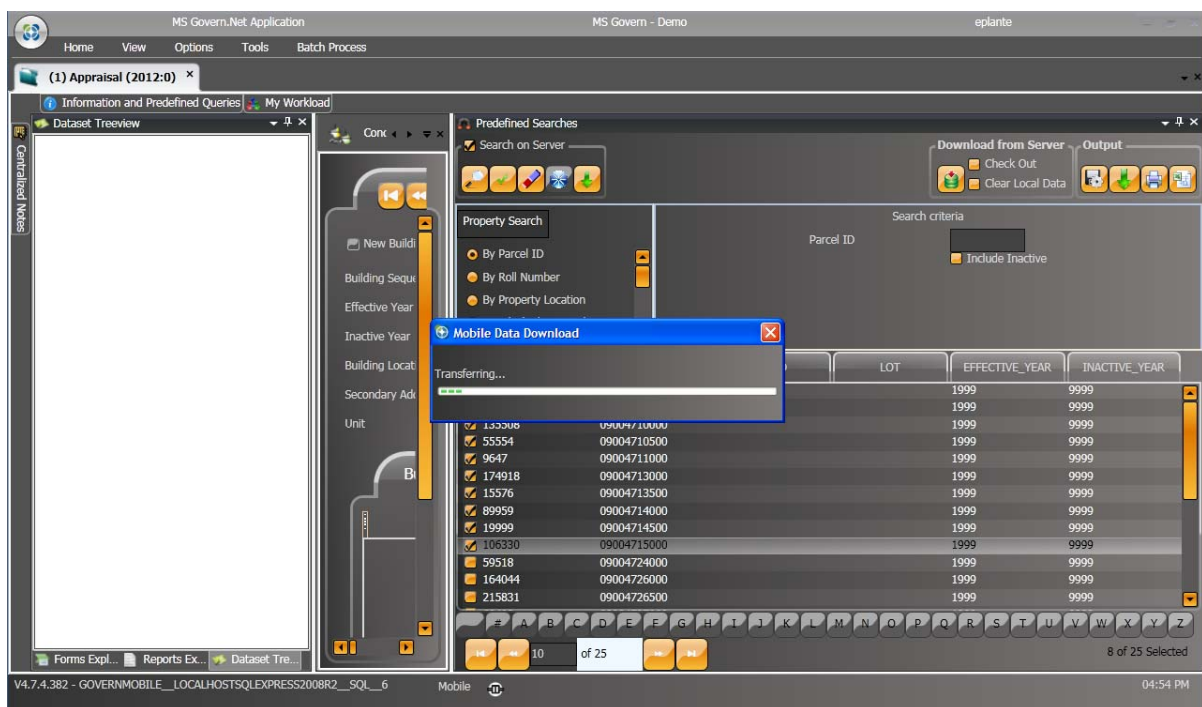 MS Govern.Net Application MS Govern - Demo eplante
Home View Options Tools Batch Process
(1) Appraisal (2012:0)
Information and Predefined Queries My Workload
Centralized Notes
Dataset Treeview
Conc
Predefined Searches
Search on Server
Download from Server
Check Out
Clear Local Data
Output
New Buildi
Building Seque
Effective Year
Inactive Year
Building Locati
Secondary Add
Unit
Property Search
By Parcel ID
By Roll Number
By Property Location
Search criteria
Parcel ID
Include Inactive
Mobile Data Download
Transferring...
LOT EFFECTIVE_YEAR INACTIVE_YEAR
1999 9999
1999 9999
135508 09004710000 1999 9999
55554 09004710500 1999 9999
9647 09004711000 1999 9999
174918 09004713000 1999 9999
15576 09004713500 1999 9999
89959 09004714000 1999 9999
19999 09004714500 1999 9999
106330 09004715000 1999 9999
59518 09004724000 1999 9999
164044 09004726000 1999 9999
215831 09004726500 1999 9999
# A B C D E F G H I J K L M N O P Q R S T U V W X Y Z
10 of 25
8 of 25 Selected
Forms Expl... Reports Ex... Dataset Tre...
V4.7.4.382 - GOVERNMOBILE__LOCALHOSTSQLEXPRESS2008R2__SQL__6 Mobile 04:54 PM